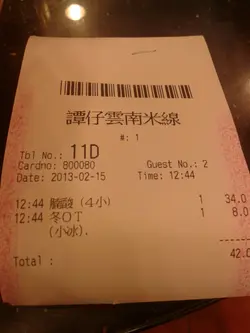 譚仔雲南米線
#: 1
Tbl No.: 11D
Cardno: 800080 Guest No.: 2
Date: 2013-02-15 Time: 12:44
12:44 腩酸 (4小) 1 34.0
12:44 冬OT 1 8.0
(小冰).
Total : 42.0